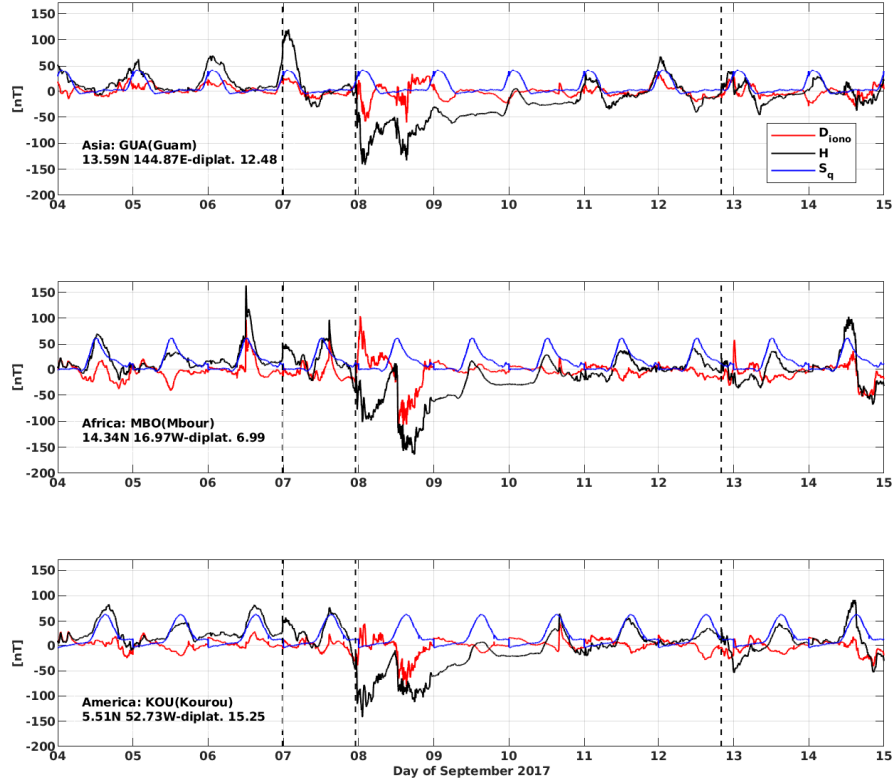 150
100
50
0
-50
-100
-150
-200
[nT]
Asia: GUA(Guam)
13.59N 144.87E-diplat. 12.48
D_iono
H
S_q
04 05 06 07 08 09 10 11 12 13 14 15
150
100
50
0
-50
-100
-150
-200
[nT]
Africa: MBO(Mbour)
14.34N 16.97W-diplat. 6.99
04 05 06 07 08 09 10 11 12 13 14 15
150
100
50
0
-50
-100
-150
-200
[nT]
America: KOU(Kourou)
5.51N 52.73W-diplat. 15.25
04 05 06 07 08 09 10 11 12 13 14 15
Day of September 2017